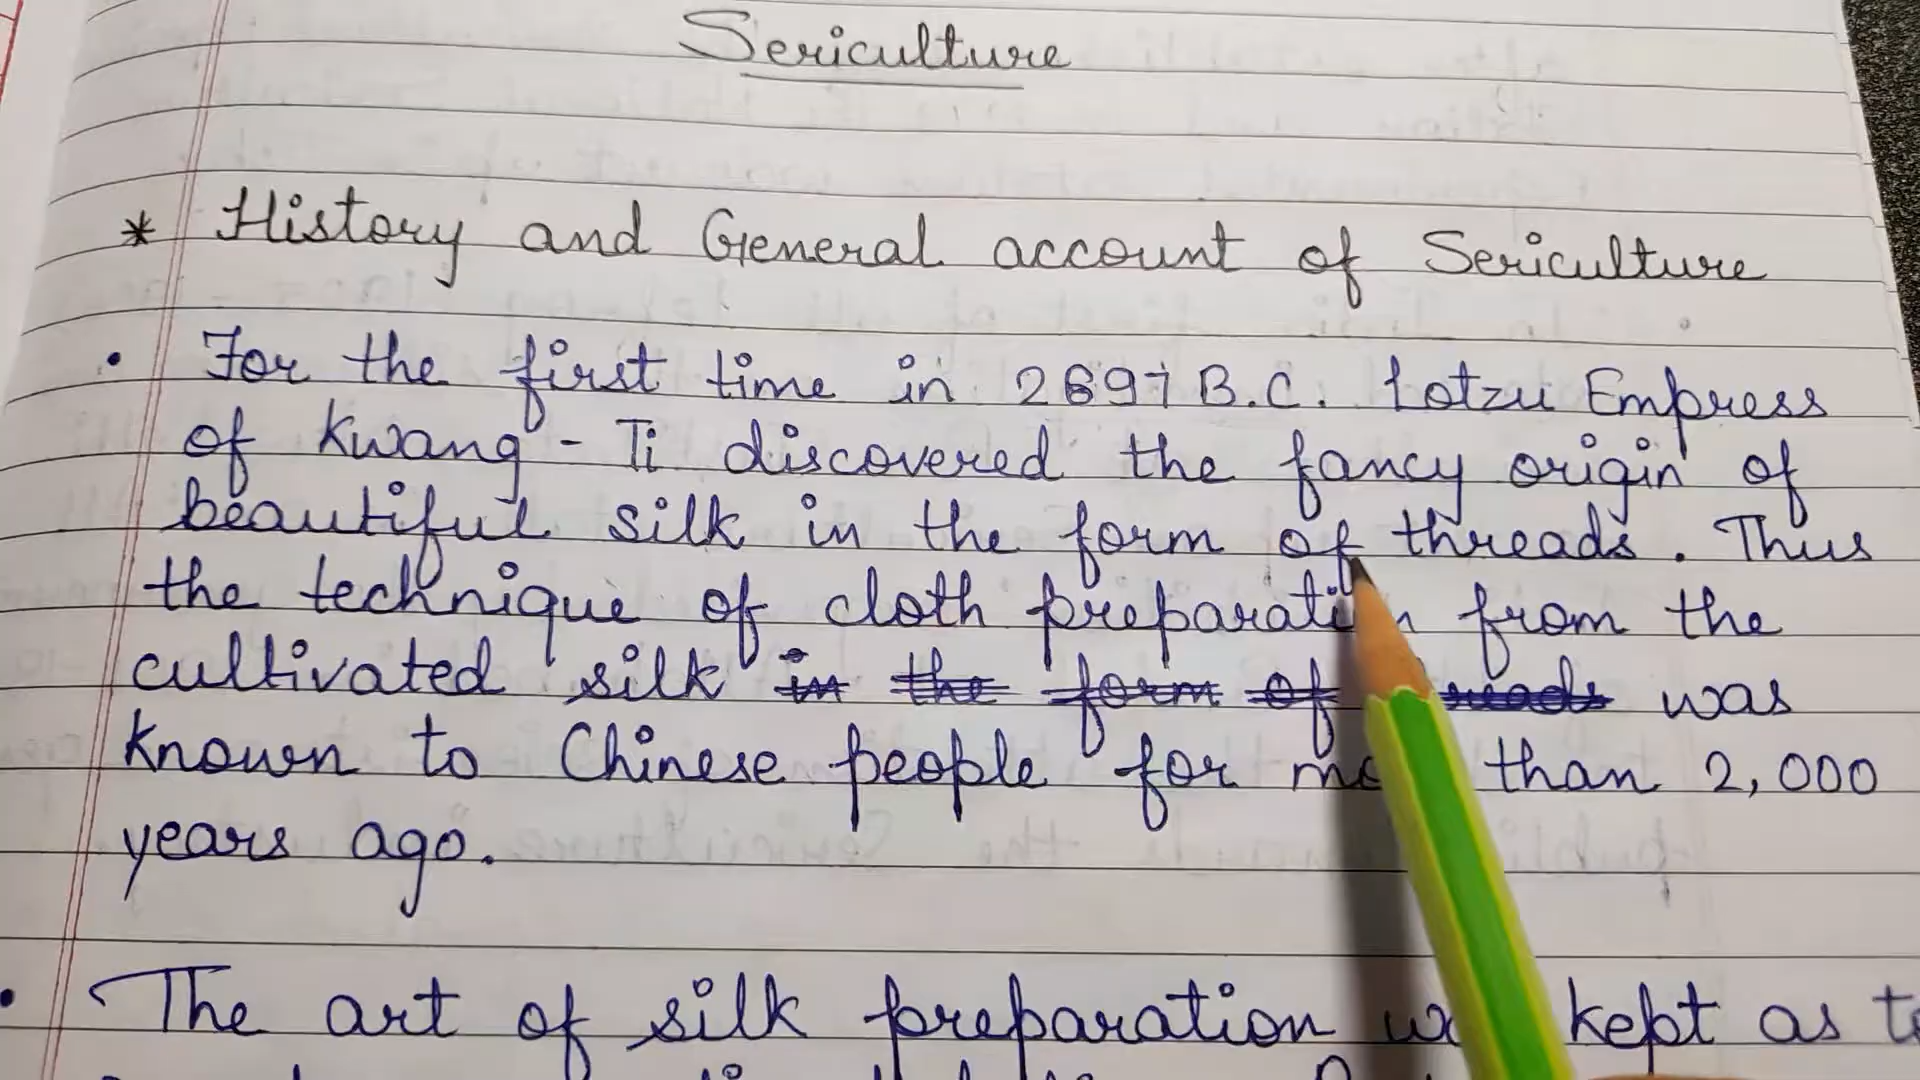 Sericulture
* History and General account of Sericulture
• For the first time in 2697 B.C. Lotzu Empress
of Kwang - Ti discovered the fancy origin of
beautiful silk in the form of threads. Thus
the technique of cloth preparation from the
cultivated silk in the form of threads was
known to Chinese people for more than 2,000
years ago.
• The art of silk preparation was kept as